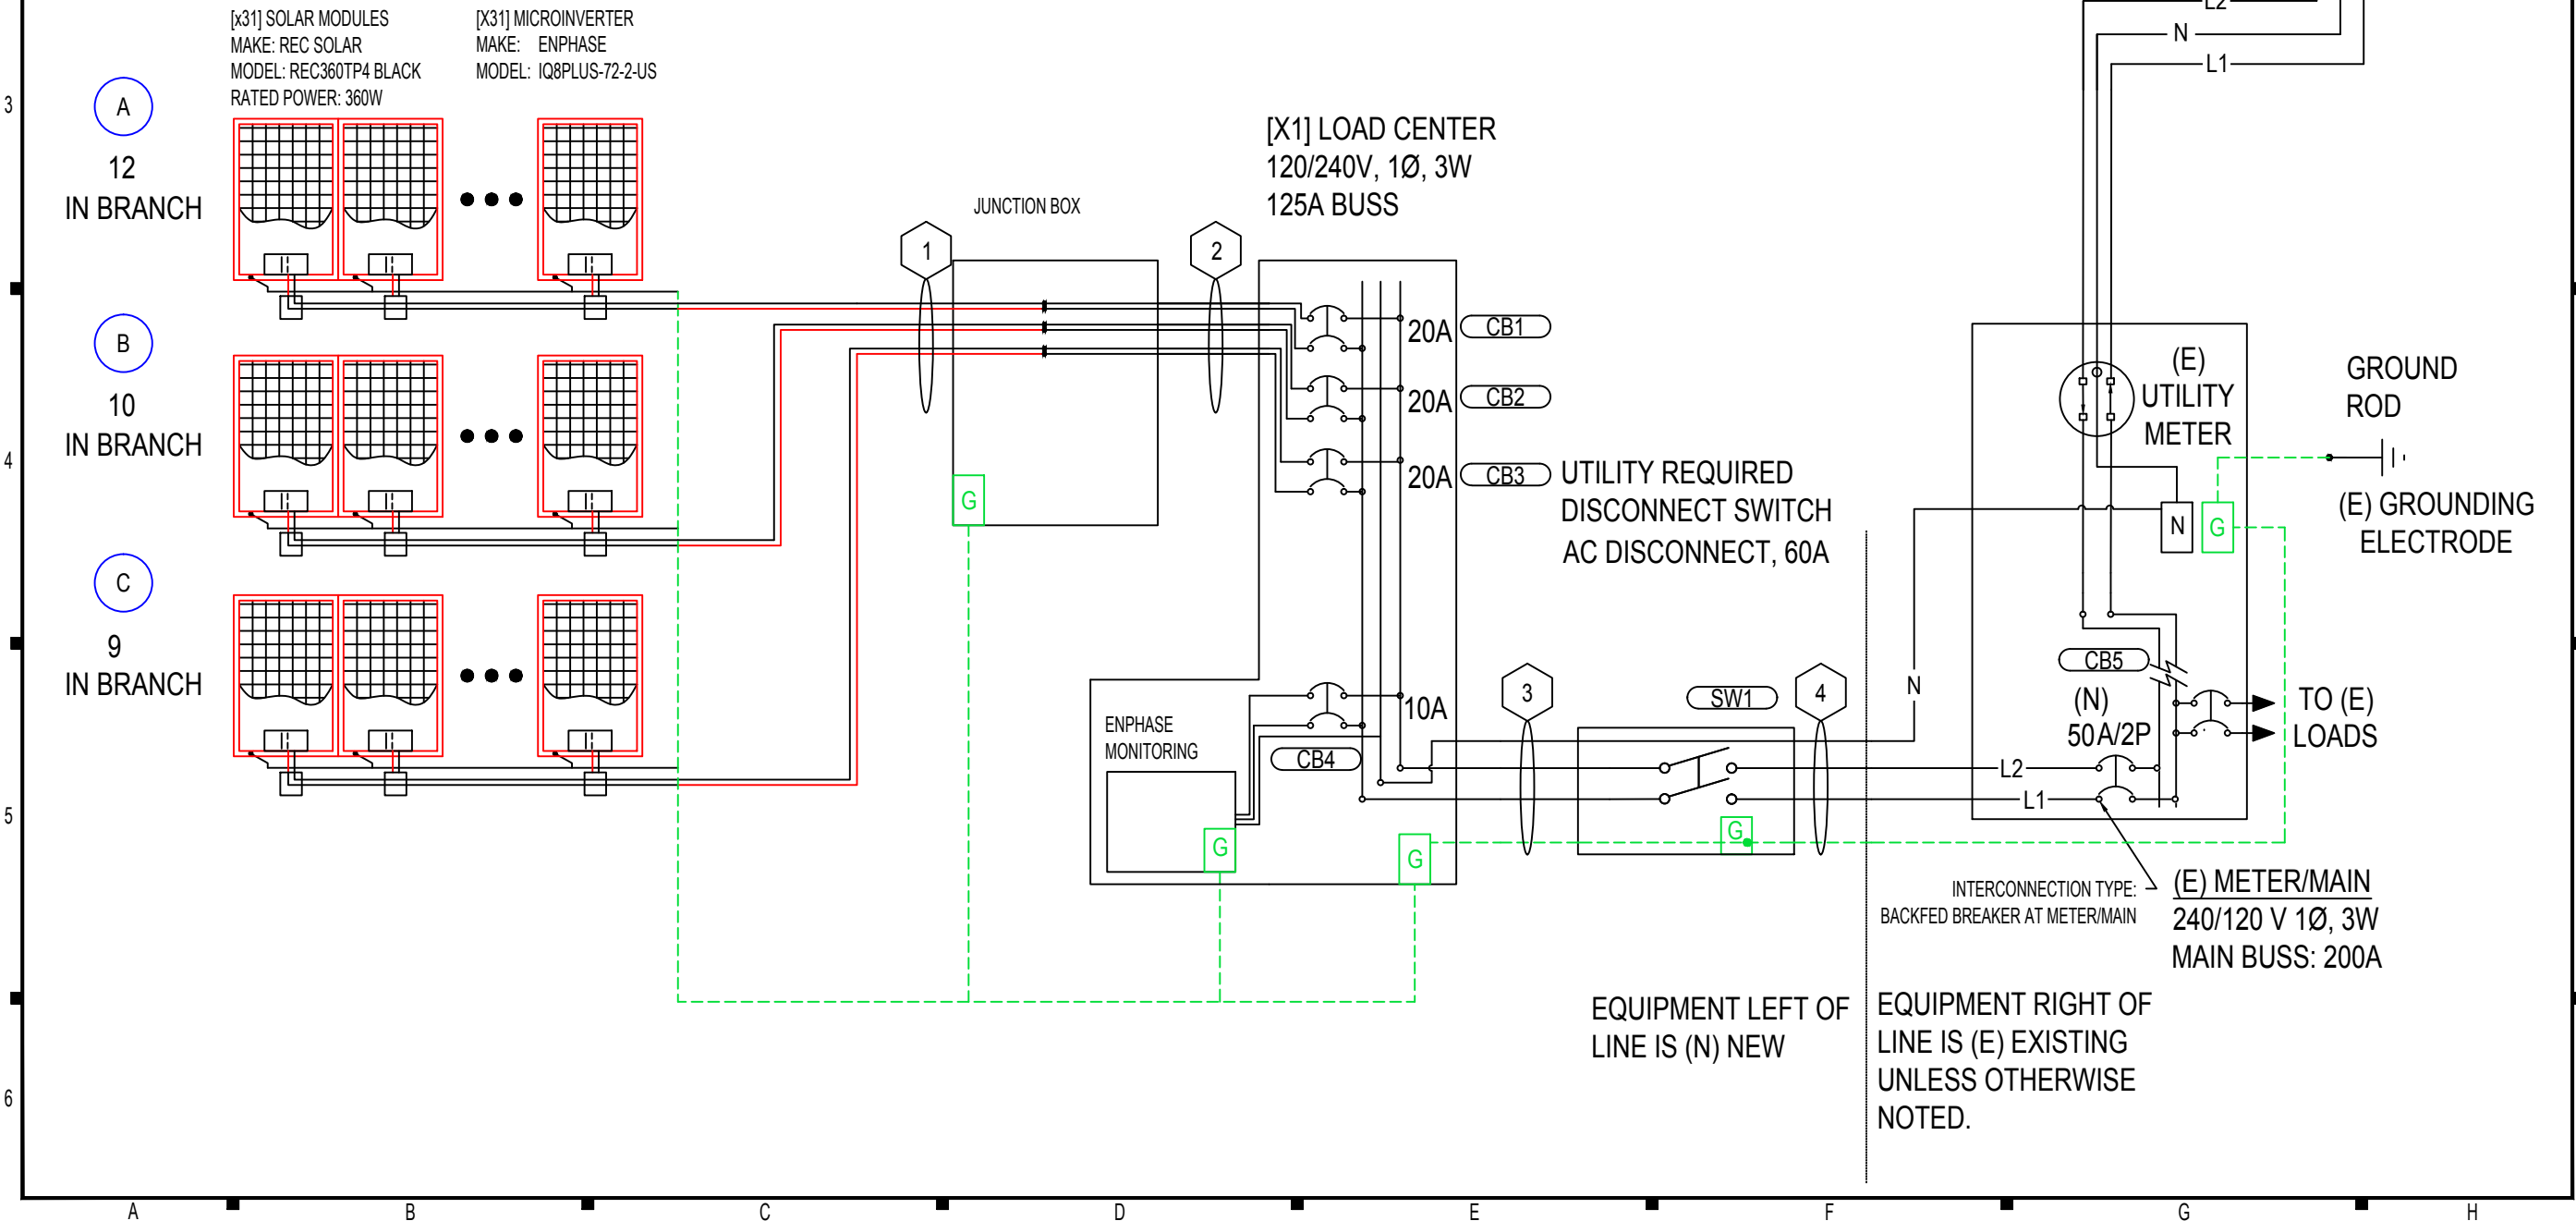 [x31] SOLAR MODULES
MAKE: REC SOLAR
MODEL: REC360TP4 BLACK
RATED POWER: 360W
[X31] MICROINVERTER
MAKE: ENPHASE
MODEL: IQ8PLUS-72-2-US
L2
N
L1
3
A
12
IN BRANCH
[X1] LOAD CENTER
120/240V, 1Ø, 3W
125A BUSS
JUNCTION BOX
1
2
B
10
IN BRANCH
20A
CB1
20A
CB2
20A
CB3
(E)
UTILITY
METER
GROUND
ROD
4
UTILITY REQUIRED
DISCONNECT SWITCH
AC DISCONNECT, 60A
G
N
G
(E) GROUNDING
ELECTRODE
C
9
IN BRANCH
ENPHASE
MONITORING
10A
CB4
3
SW1
4
N
CB5
(N)
50A/2P
TO (E)
LOADS
L2
L1
5
G
G
G
INTERCONNECTION TYPE:
BACKFED BREAKER AT METER/MAIN
(E) METER/MAIN
240/120 V 1Ø, 3W
MAIN BUSS: 200A
EQUIPMENT LEFT OF
LINE IS (N) NEW
EQUIPMENT RIGHT OF
LINE IS (E) EXISTING
UNLESS OTHERWISE
NOTED.
6
A
B
C
D
E
F
G
H